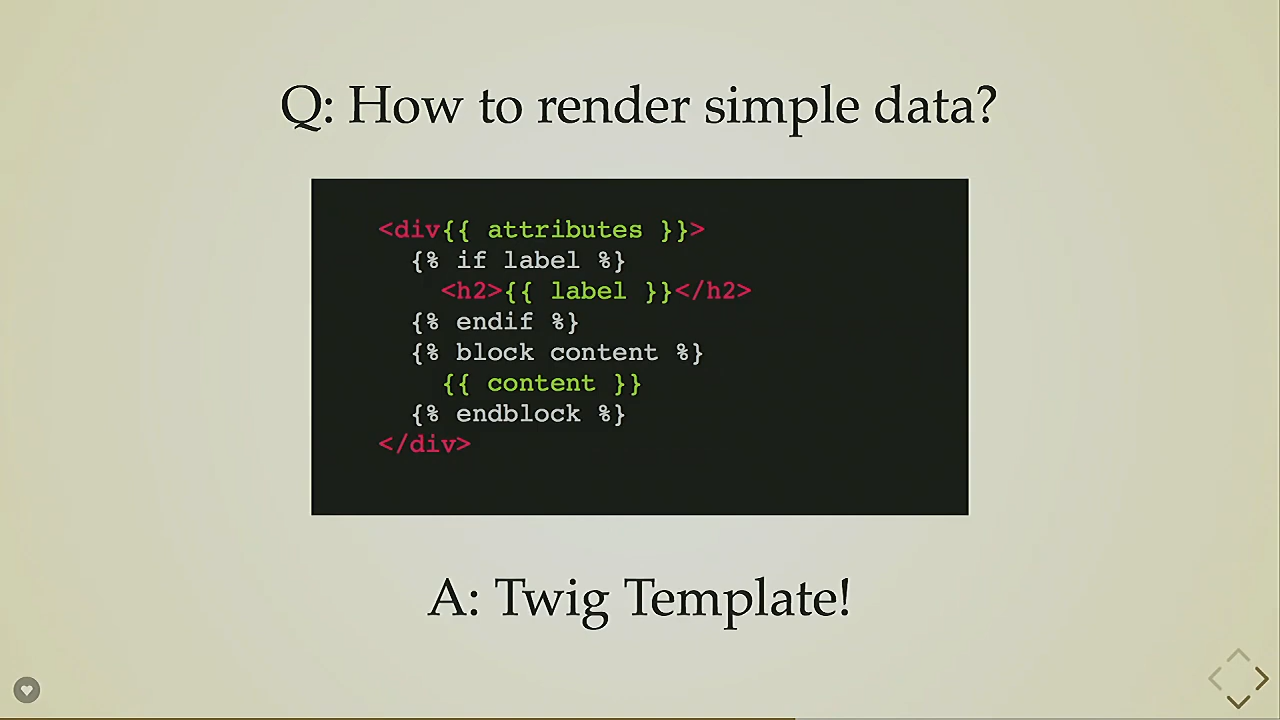 Q: How to render simple data?
<div{{ attributes }}>
{% if label %}
<h2>{{ label }}</h2>
{% endif %}
{% block content %}
{{ content }}
{% endblock %}
</div>
A: Twig Template!